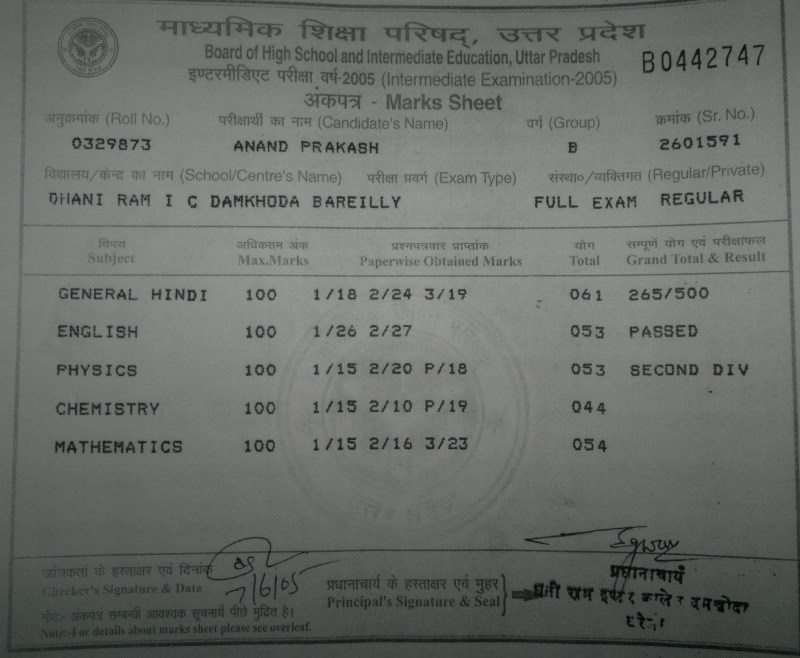 माध्यमिक शिक्षा परिषद्, उत्तर प्रदेश
Board of High School and Intermediate Education, Uttar Pradesh
B0442747
इण्टरमीडिएट परीक्षा वर्ष-2005 (Intermediate Examination-2005)
अंकपत्र - Marks Sheet
अनुक्रमांक (Roll No.) परीक्षार्थी का नाम (Candidate's Name) वर्ग (Group) क्रमांक (Sr. No.)
0329873 ANAND PRAKASH B 2601591
विद्यालय/केन्द का नाम (School/Centre's Name) परीक्षा प्रवर्ग (Exam Type) संस्था०/व्यक्तिगत (Regular/Private)
DHANI RAM I C DAMKHODA BAREILLY FULL EXAM REGULAR
विषय अधिकतम अंक प्रश्नपत्रवार प्राप्तांक योग सम्पूर्ण योग एवं परीक्षाफल
Subject Max.Marks Paperwise Obtained Marks Total Grand Total & Result
GENERAL HINDI 100 1/18 2/24 3/19 061 265/500
ENGLISH 100 1/26 2/27 053 PASSED
PHYSICS 100 1/15 2/20 P/18 053 SECOND DIV
CHEMISTRY 100 1/15 2/10 P/19 044
MATHEMATICS 100 1/15 2/16 3/23 054
जांचकर्ता के हस्ताक्षर एवं दिनांक
Checker's Signature & Date 7/6/05
प्रधानाचार्य के हस्ताक्षर एवं मुहर
Principal's Signature & Seal
प्रधानाचार्य
राम इण्टर कालेज दमखोदा
नोट:- अंकपत्र सम्बन्धी आवश्यक सूचनायें पीछे मुद्रित है।
Note:-For details about marks sheet please see overleaf.